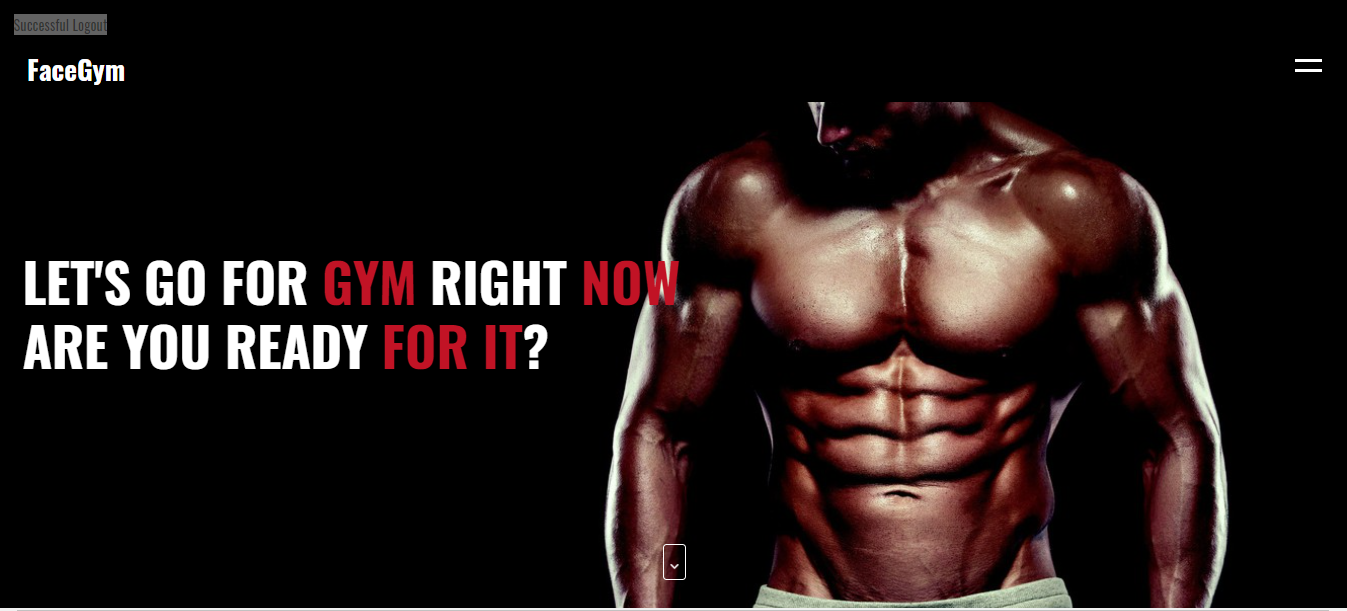 Successful Logout
FaceGym
LET'S GO FOR GYM RIGHT NOW
ARE YOU READY FOR IT?